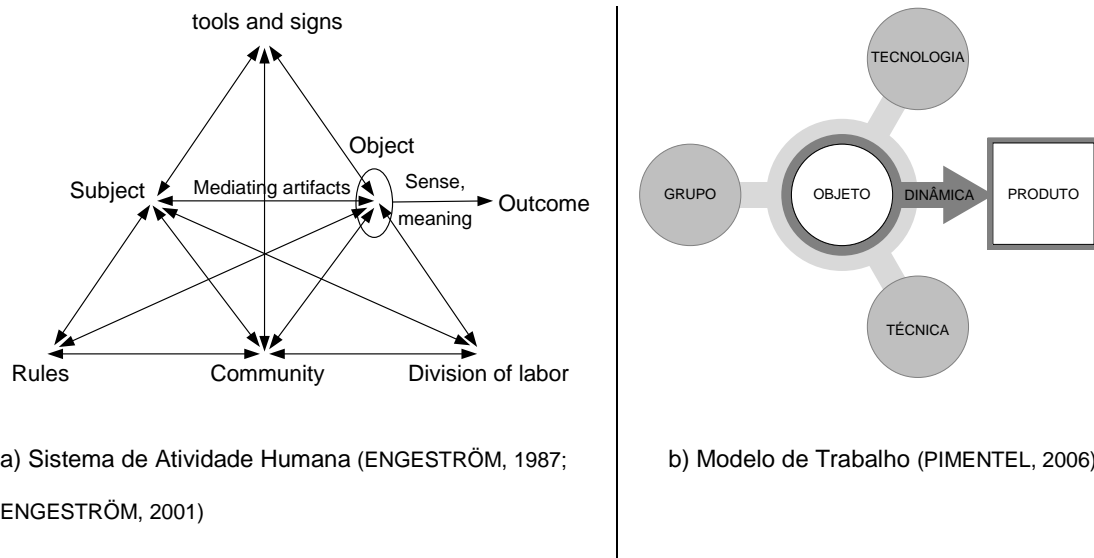 tools and signs
Object
Subject
Mediating artifacts
Sense,
meaning
Outcome
Rules
Community
Division of labor
a) Sistema de Atividade Humana (ENGESTRÖM, 1987;
ENGESTRÖM, 2001)
TECNOLOGIA
GRUPO
OBJETO
DINÂMICA
PRODUTO
TÉCNICA
b) Modelo de Trabalho (PIMENTEL, 2006)